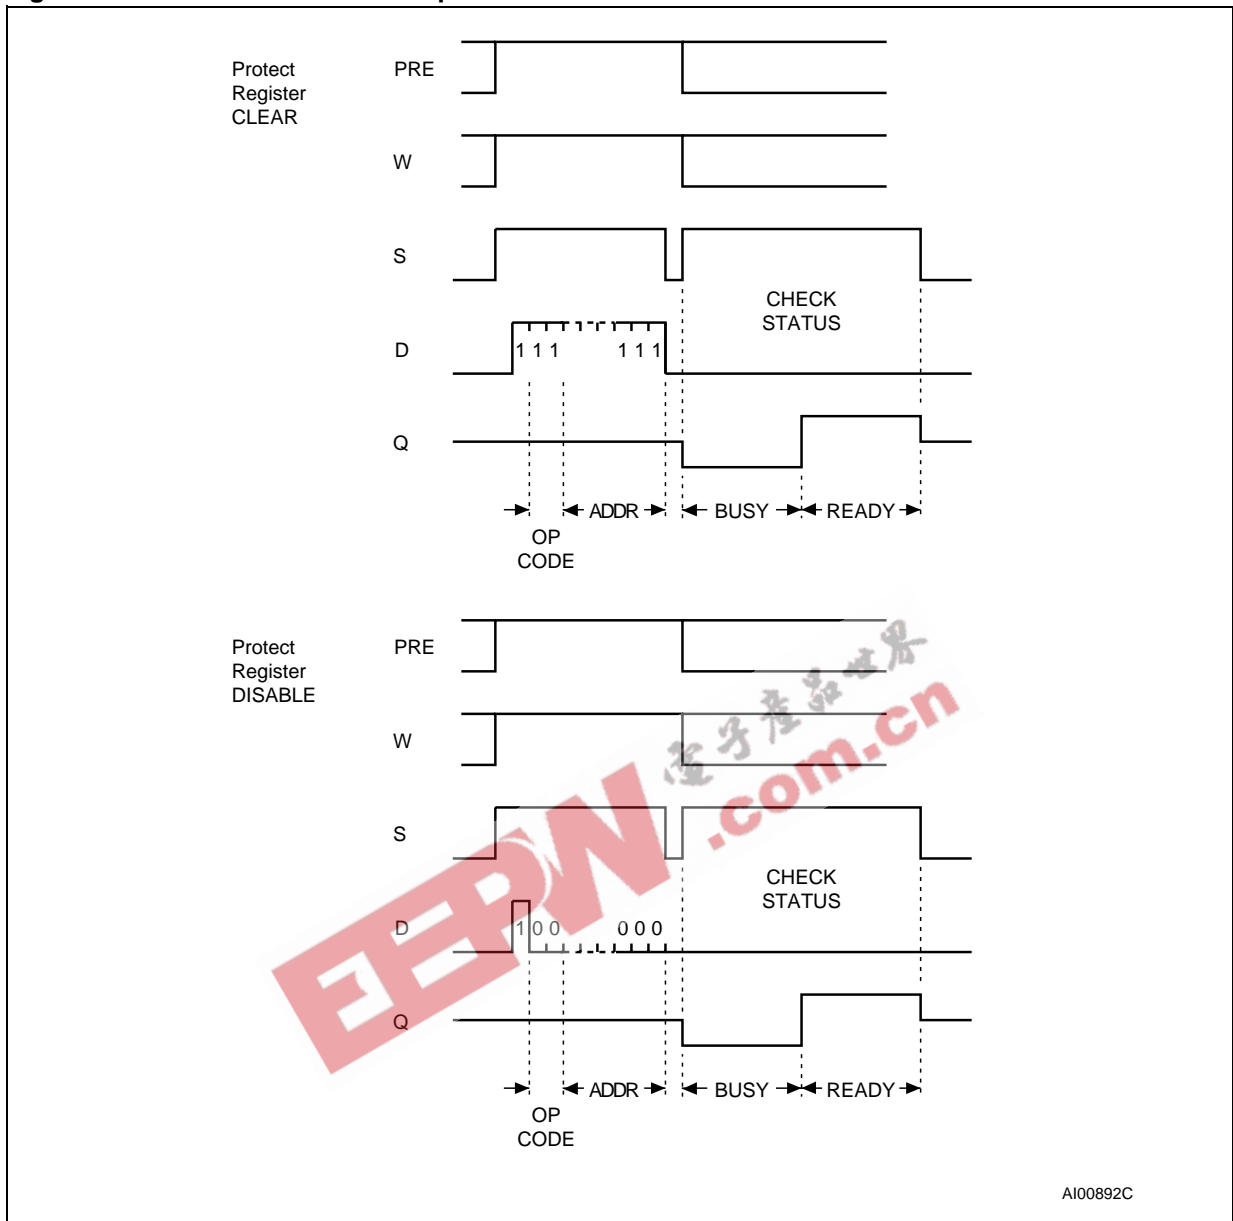 Protect
Register
CLEAR
PRE
W
S
CHECK
STATUS
D
1 1 1 1 1 1
Q
ADDR BUSY READY
OP
CODE
Protect
Register
DISABLE
PRE
W
S
CHECK
STATUS
D
1 0 0 0 0 0
Q
ADDR BUSY READY
OP
CODE
EEPW.com.cn
電子產品世界
AI00892C